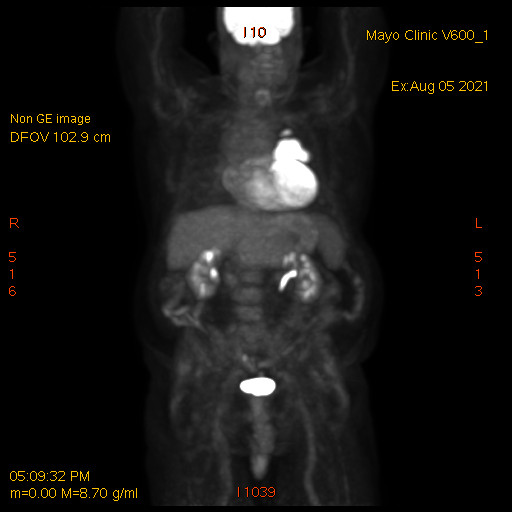 I10
Mayo Clinic V600_1
Ex:Aug 05 2021
Non GE image
DFOV 102.9 cm
R
L
5
1
6
5
1
3
05:09:32 PM
m=0.00 M=8.70 g/ml
I1039